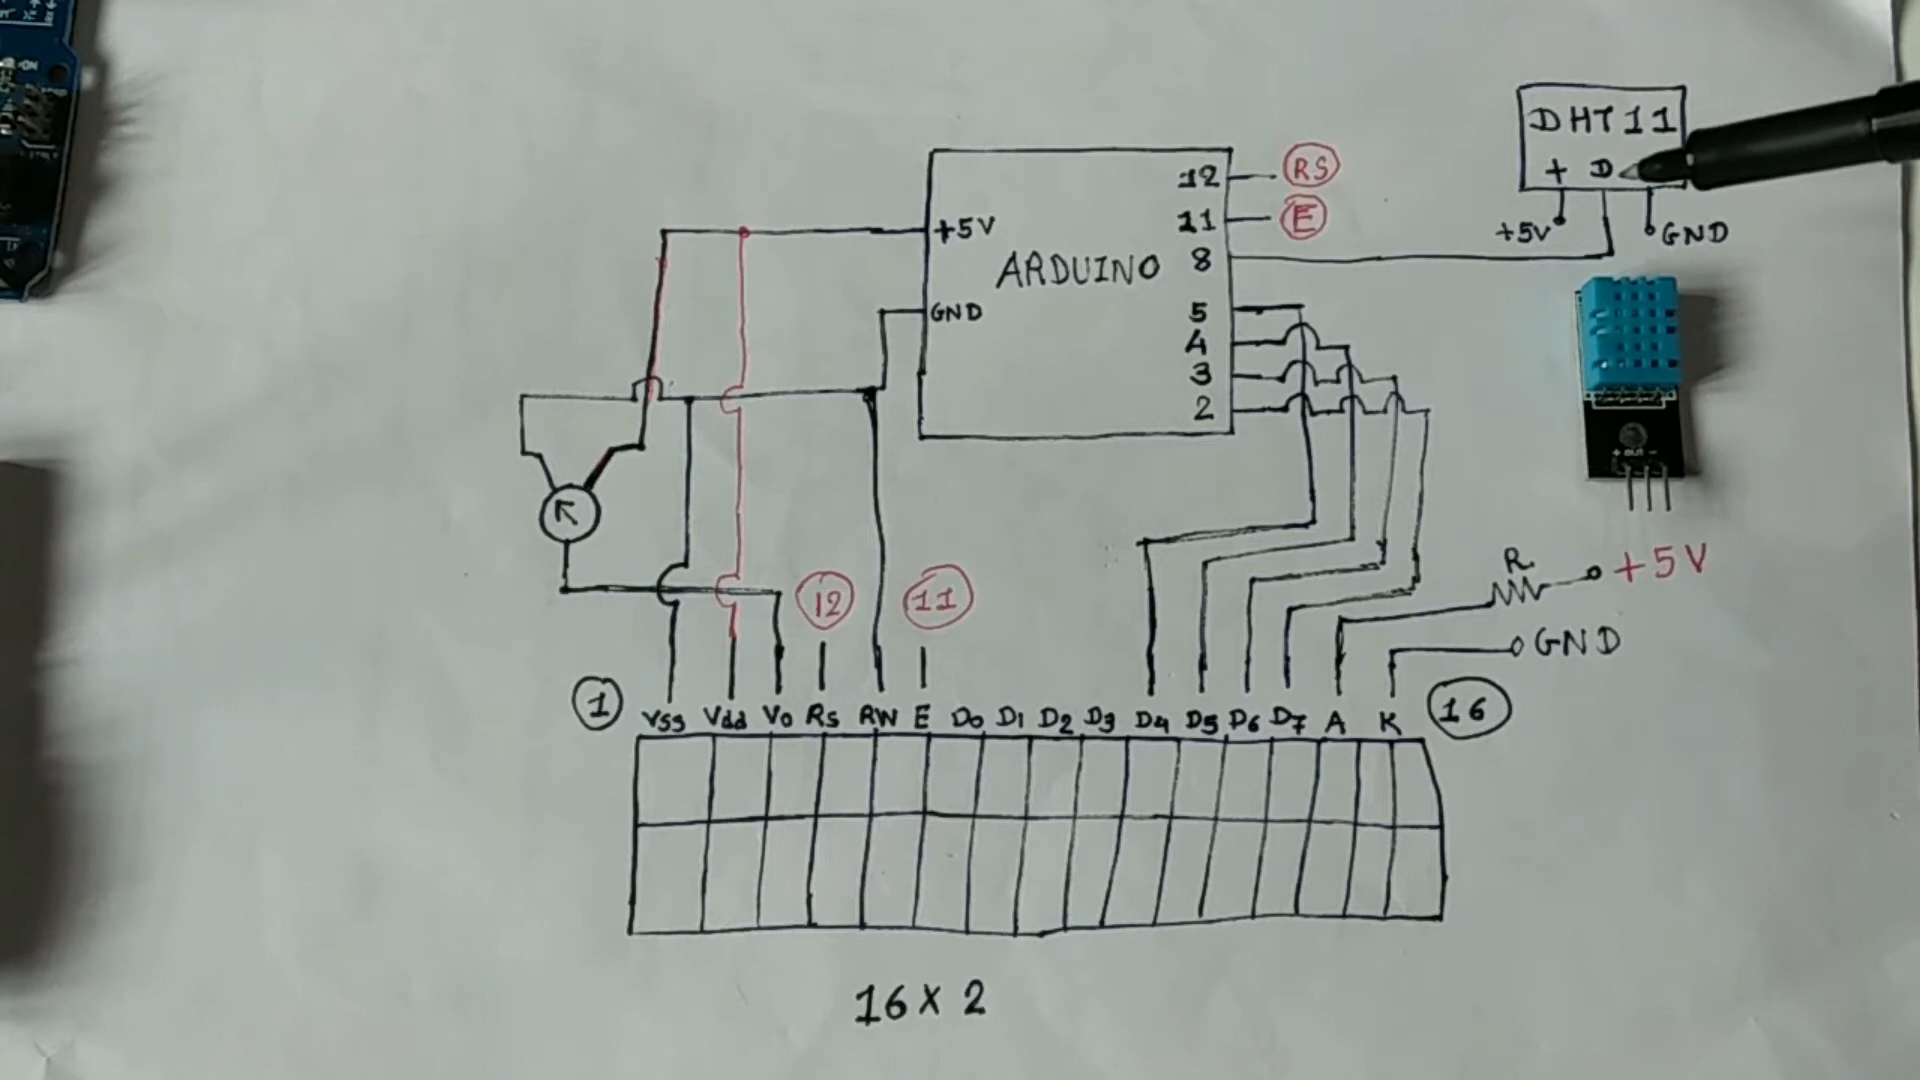 DHT11
+ D
+5V
GND
12
RS
11
E
+5V
ARDUINO
8
GND
5
4
3
2
+ OUT -
R
+5V
12
11
GND
1
Vss Vdd Vo Rs RW E D0 D1 D2 D3 D4 D5 D6 D7 A K
16
16 X 2